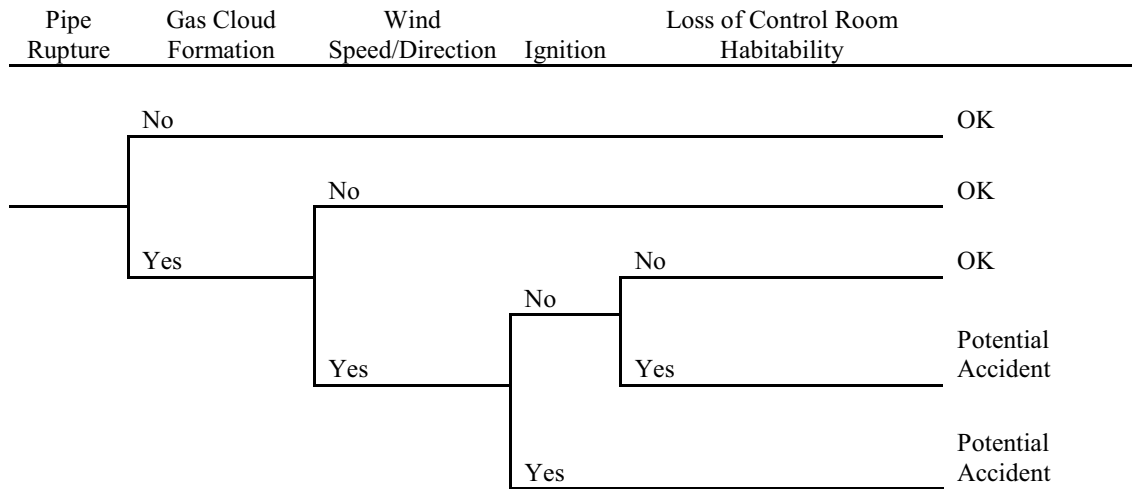 Pipe Gas Cloud Wind Loss of Control Room
Rupture Formation Speed/Direction Ignition Habitability
No OK
No OK
Yes No OK
No
Potential
Yes Yes Accident
Potential
Yes Accident